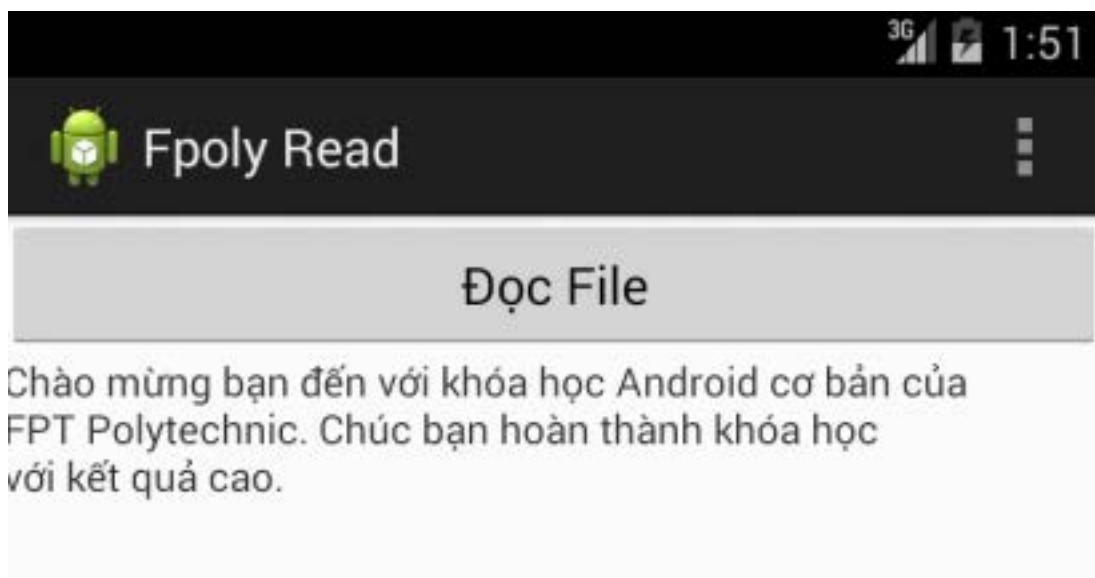 3G 1:51
Fpoly Read
Đọc File
Chào mừng bạn đến với khóa học Android cơ bản của
FPT Polytechnic. Chúc bạn hoàn thành khóa học
với kết quả cao.